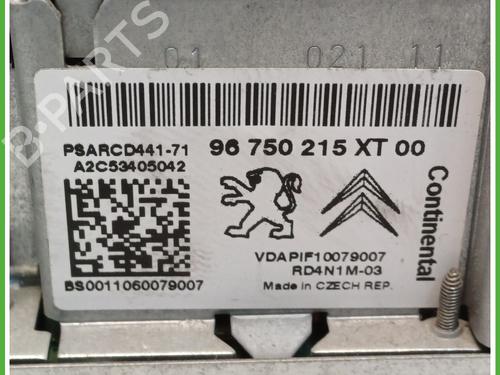 01 021 11
PSARCD441-71 96 750 215 XT 00
A2C53405042
Continental
VDAPIF10079007
RD4N1M-03
BS0011060079007 Made in CZECH REP.
B-PARTS